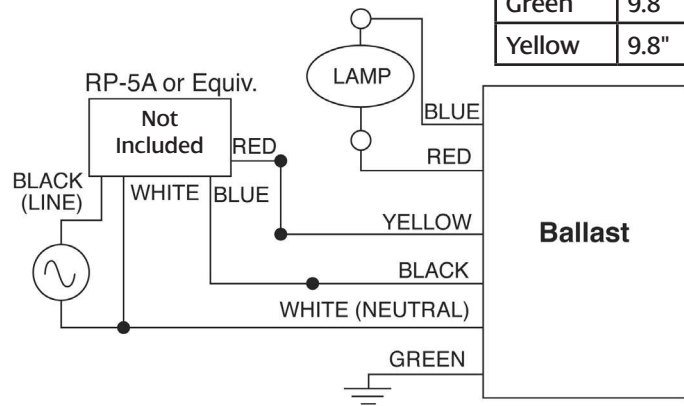 Green 9.8
Yellow 9.8"
LAMP
RP-5A or Equiv.
Not
Included
BLUE
RED
RED
BLACK
(LINE)
WHITE
BLUE
YELLOW
Ballast
BLACK
WHITE (NEUTRAL)
GREEN